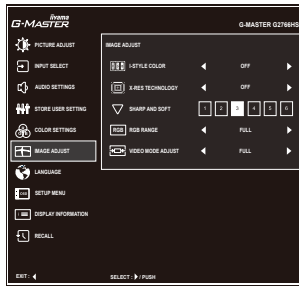 iiyama
G-MASTER
G-MASTER G2766HS
PICTURE ADJUST
INPUT SELECT
AUDIO SETTINGS
STORE USER SETTING
COLOR SETTINGS
IMAGE ADJUST
LANGUAGE
OSD SETUP MENU
DISPLAY INFORMATION
RECALL
IMAGE ADJUST
I-STYLE COLOR OFF
X-RES TECHNOLOGY OFF
SHARP AND SOFT 1 2 3 4 5 6
RGB RGB RANGE FULL
VIDEO MODE ADJUST FULL
EXIT :
SELECT : / PUSH